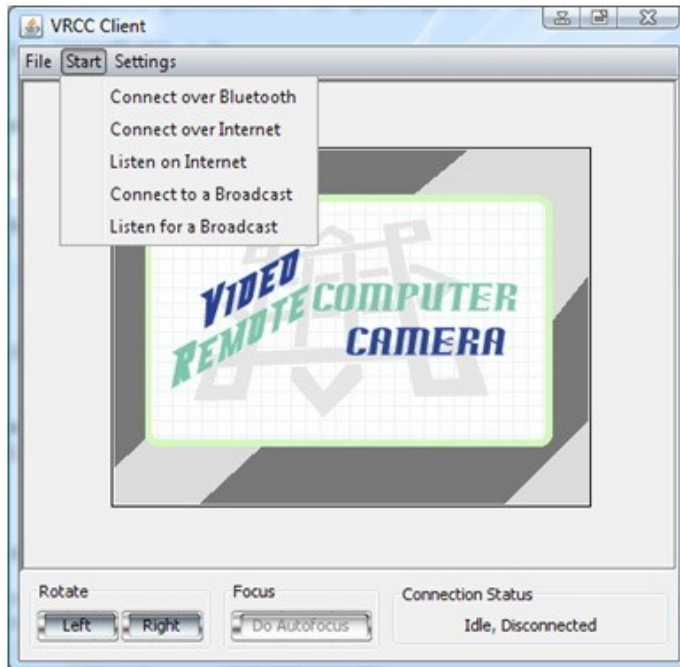 VRCC Client
File Start Settings
Connect over Bluetooth
Connect over Internet
Listen on Internet
Connect to a Broadcast
Listen for a Broadcast
VIDEO
REMOTE COMPUTER
CAMERA
Rotate Focus Connection Status
Left Right Do Autofocus Idle, Disconnected